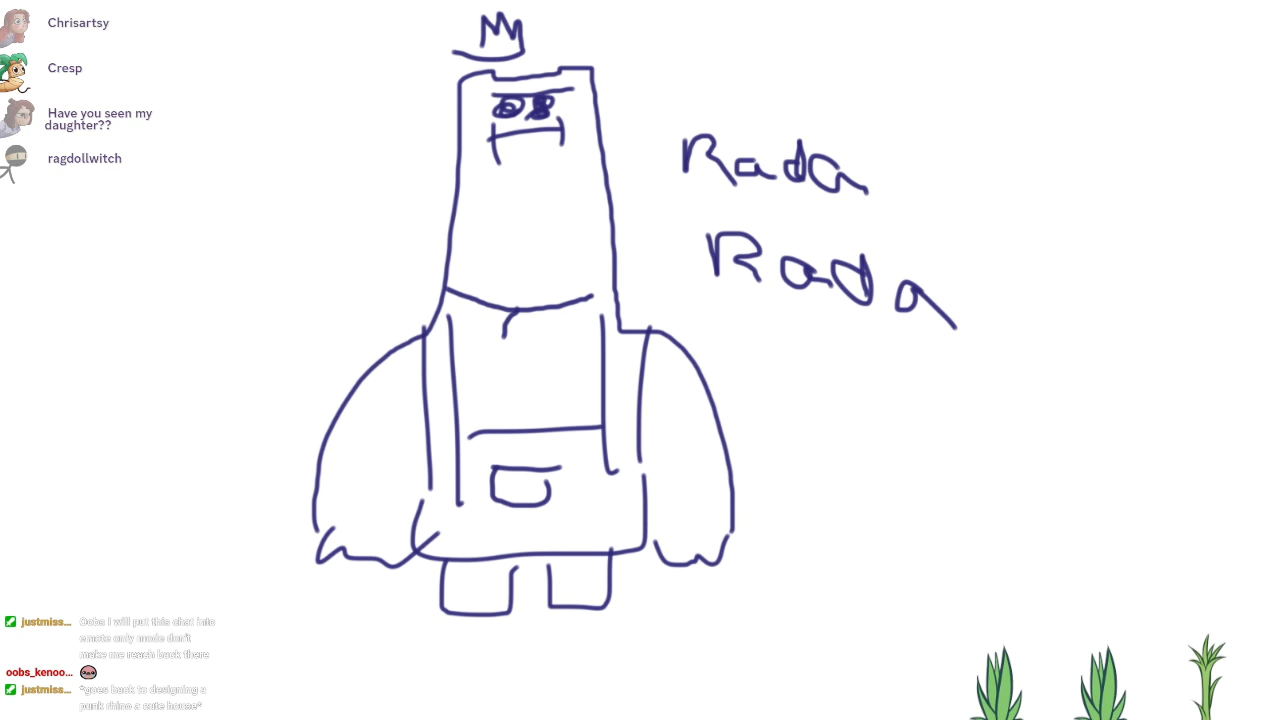 Chrisartsy
Cresp
Have you seen my
daughter??
ragdollwitch
Rada
Rada
justmiss... Oobs I will put this chat into
emote only mode don't
make me reach back there
oobs_kenoo...
justmiss... *goes back to designing a
punk rhino a cute house*